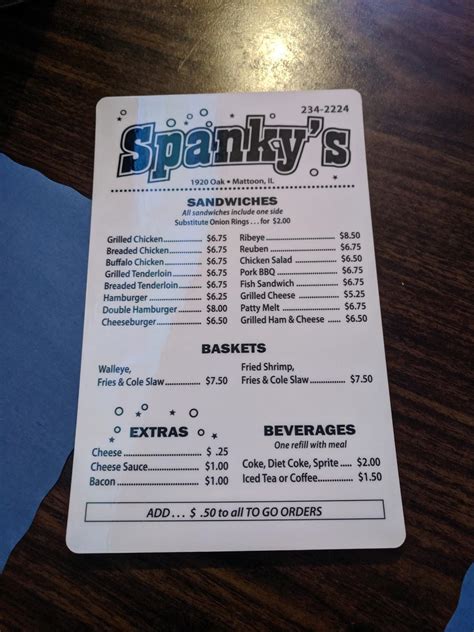 234-2224
Spanky's
1920 Oak • Mattoon, IL
SANDWICHES
All sandwiches include one side
Substitute Onion Rings . . . for $2.00
Grilled Chicken............. $6.75
Breaded Chicken.......... $6.75
Buffalo Chicken............ $6.75
Grilled Tenderloin........ $6.75
Breaded Tenderloin..... $6.75
Hamburger ................... $6.25
Double Hamburger ..... $8.00
Cheeseburger............... $6.50
Ribeye........................... $8.50
Reuben.......................... $6.75
Chicken Salad .............. $6.50
Pork BBQ ...................... $6.75
Fish Sandwich.............. $6.75
Grilled Cheese.............. $5.25
Patty Melt .................... $6.75
Grilled Ham & Cheese .... $6.50
BASKETS
Walleye,
Fries & Cole Slaw............. $7.50
Fried Shrimp,
Fries & Cole Slaw............. $7.50
EXTRAS
Cheese ........................ $ .25
Cheese Sauce............. $1.00
Bacon .......................... $1.00
BEVERAGES
One refill with meal
Coke, Diet Coke, Sprite ..... $2.00
Iced Tea or Coffee............... $1.50
ADD . . . $ .50 to all TO GO ORDERS